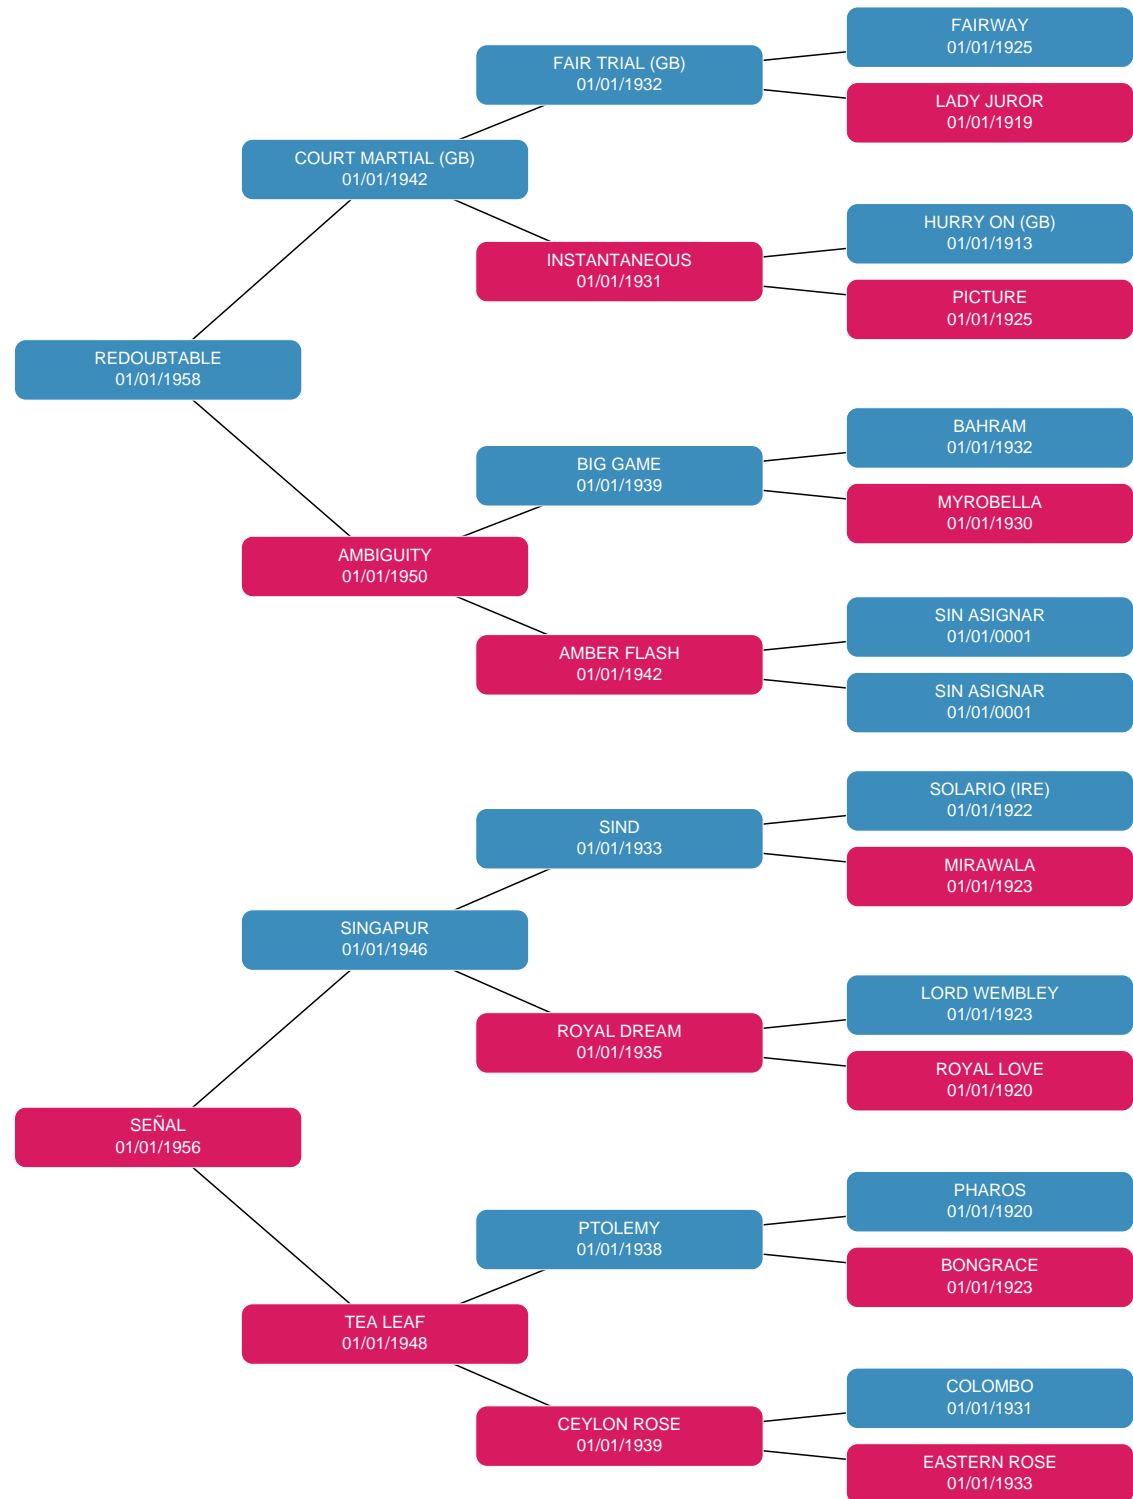 FAIRWAY
01/01/1925
FAIR TRIAL (GB)
01/01/1932
LADY JUROR
01/01/1919
COURT MARTIAL (GB)
01/01/1942
HURRY ON (GB)
01/01/1913
INSTANTANEOUS
01/01/1931
PICTURE
01/01/1925
REDOUBTABLE
01/01/1958
BAHRAM
01/01/1932
BIG GAME
01/01/1939
MYROBELLA
01/01/1930
AMBIGUITY
01/01/1950
SIN ASIGNAR
01/01/0001
AMBER FLASH
01/01/1942
SIN ASIGNAR
01/01/0001
SOLARIO (IRE)
01/01/1922
SIND
01/01/1933
MIRAWALA
01/01/1923
SINGAPUR
01/01/1946
LORD WEMBLEY
01/01/1923
ROYAL DREAM
01/01/1935
ROYAL LOVE
01/01/1920
SEÑAL
01/01/1956
PHAROS
01/01/1920
PTOLEMY
01/01/1938
BONGRACE
01/01/1923
TEA LEAF
01/01/1948
COLOMBO
01/01/1931
CEYLON ROSE
01/01/1939
EASTERN ROSE
01/01/1933